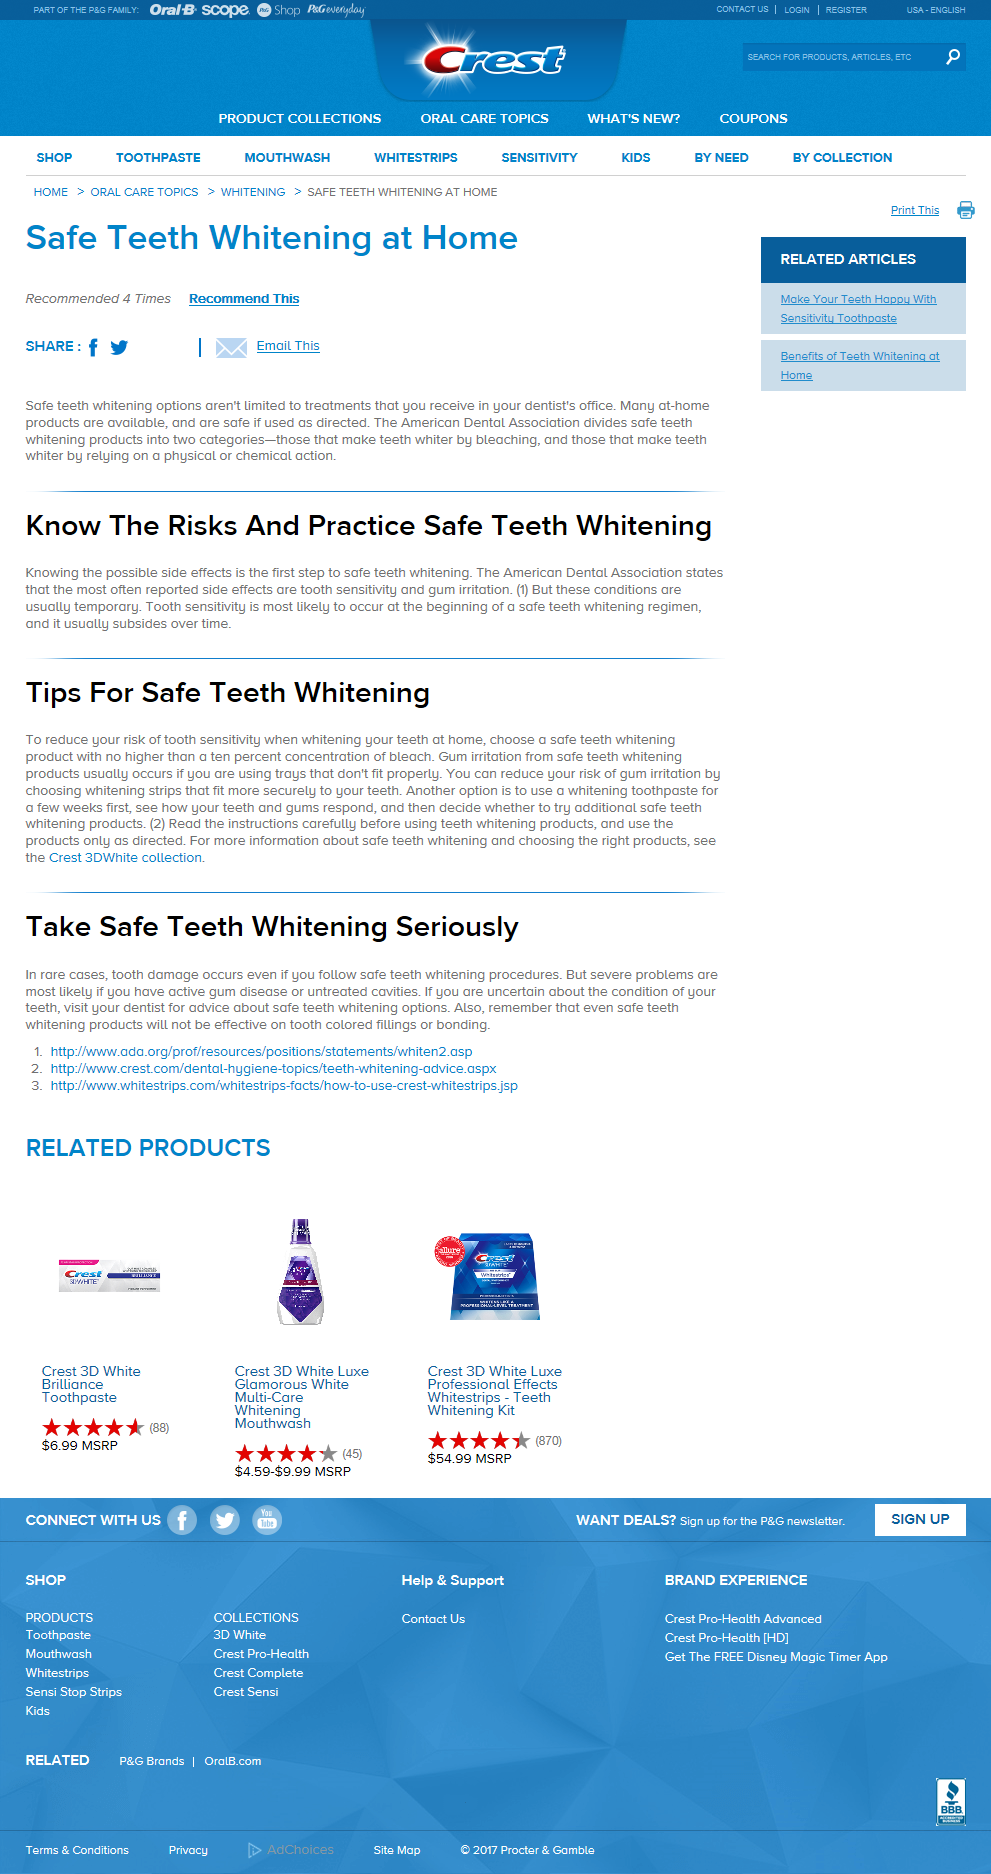 PART OF THE P&G FAMILY: Oral-B scope P&G Shop P&G everyday
CONTACT US | LOGIN | REGISTER USA - ENGLISH
Crest
SEARCH FOR PRODUCTS, ARTICLES, ETC
PRODUCT COLLECTIONS ORAL CARE TOPICS WHAT'S NEW? COUPONS
SHOP TOOTHPASTE MOUTHWASH WHITESTRIPS SENSITIVITY KIDS BY NEED BY COLLECTION
HOME > ORAL CARE TOPICS > WHITENING > SAFE TEETH WHITENING AT HOME
Print This
Safe Teeth Whitening at Home
Recommended 4 Times Recommend This
SHARE : | Email This
RELATED ARTICLES
Make Your Teeth Happy With
Sensitivity Toothpaste
Benefits of Teeth Whitening at
Home
Safe teeth whitening options aren't limited to treatments that you receive in your dentist's office. Many at-home
products are available, and are safe if used as directed. The American Dental Association divides safe teeth
whitening products into two categories—those that make teeth whiter by bleaching, and those that make teeth
whiter by relying on a physical or chemical action.
Know The Risks And Practice Safe Teeth Whitening
Knowing the possible side effects is the first step to safe teeth whitening. The American Dental Association states
that the most often reported side effects are tooth sensitivity and gum irritation. (1) But these conditions are
usually temporary. Tooth sensitivity is most likely to occur at the beginning of a safe teeth whitening regimen,
and it usually subsides over time.
Tips For Safe Teeth Whitening
To reduce your risk of tooth sensitivity when whitening your teeth at home, choose a safe teeth whitening
product with no higher than a ten percent concentration of bleach. Gum irritation from safe teeth whitening
products usually occurs if you are using trays that don't fit properly. You can reduce your risk of gum irritation by
choosing whitening strips that fit more securely to your teeth. Another option is to use a whitening toothpaste for
a few weeks first, see how your teeth and gums respond, and then decide whether to try additional safe teeth
whitening products. (2) Read the instructions carefully before using teeth whitening products, and use the
products only as directed. For more information about safe teeth whitening and choosing the right products, see
the Crest 3DWhite collection.
Take Safe Teeth Whitening Seriously
In rare cases, tooth damage occurs even if you follow safe teeth whitening procedures. But severe problems are
most likely if you have active gum disease or untreated cavities. If you are uncertain about the condition of your
teeth, visit your dentist for advice about safe teeth whitening options. Also, remember that even safe teeth
whitening products will not be effective on tooth colored fillings or bonding.
1. http://www.ada.org/prof/resources/positions/statements/whiten2.asp
2. http://www.crest.com/dental-hygiene-topics/teeth-whitening-advice.aspx
3. http://www.whitestrips.com/whitestrips-facts/how-to-use-crest-whitestrips.jsp
RELATED PRODUCTS
Crest
3D WHITE
BRILLIANCE
allure
Crest
3D WHITE
Whitestrips
PROFESSIONAL EFFECTS
WHITENS LIKE A
PROFESSIONAL-LEVEL TREATMENT
Crest 3D White
Brilliance
Toothpaste
(88)
$6.99 MSRP
Crest 3D White Luxe
Glamorous White
Multi-Care
Whitening
Mouthwash
(45)
$4.59-$9.99 MSRP
Crest 3D White Luxe
Professional Effects
Whitestrips - Teeth
Whitening Kit
(870)
$54.99 MSRP
CONNECT WITH US You Tube
WANT DEALS? Sign up for the P&G newsletter. SIGN UP
SHOP
PRODUCTS
Toothpaste
Mouthwash
Whitestrips
Sensi Stop Strips
Kids
COLLECTIONS
3D White
Crest Pro-Health
Crest Complete
Crest Sensi
Help & Support
Contact Us
BRAND EXPERIENCE
Crest Pro-Health Advanced
Crest Pro-Health [HD]
Get The FREE Disney Magic Timer App
RELATED P&G Brands | OralB.com
BBB
ACCREDITED
BUSINESS
Terms & Conditions Privacy AdChoices Site Map © 2017 Procter & Gamble